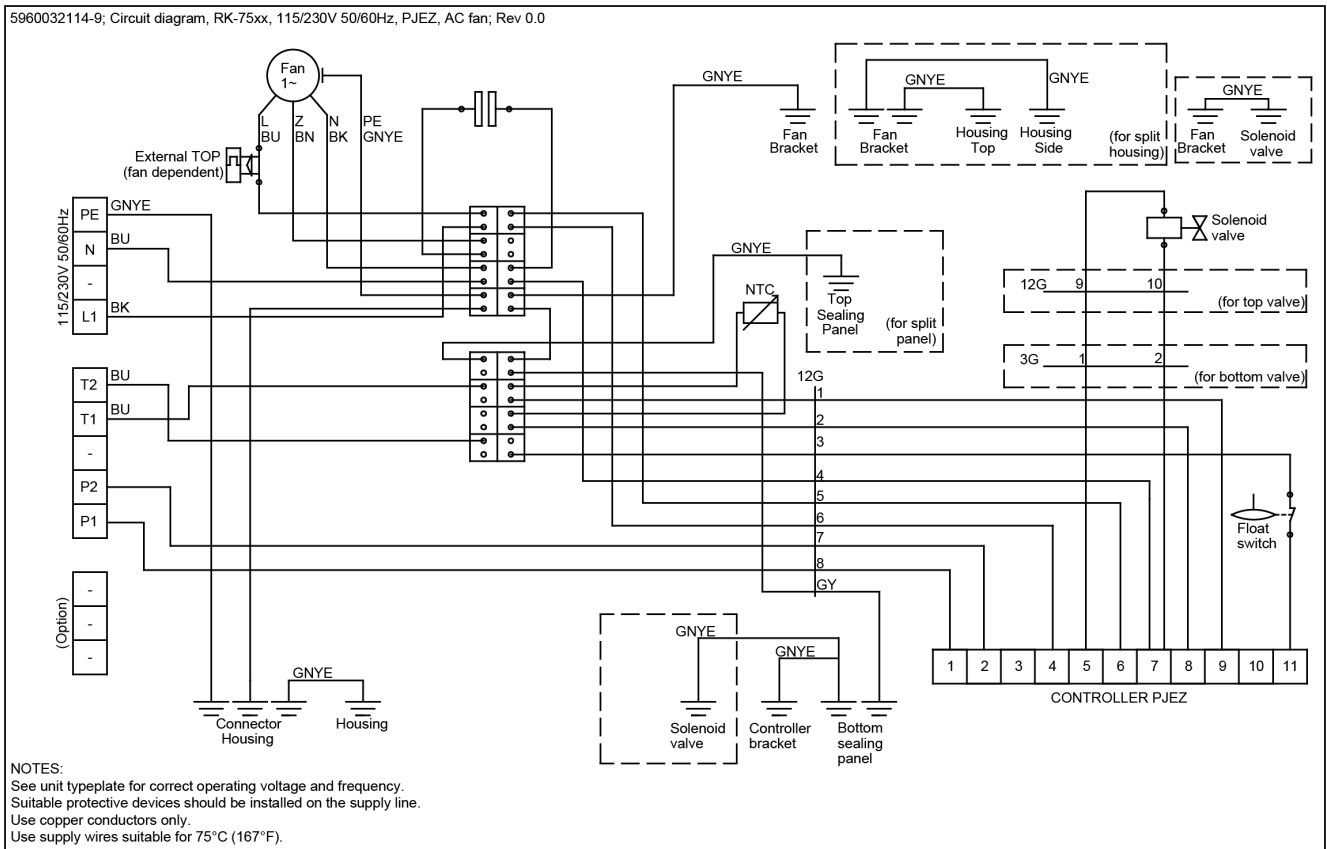 5960032114-9; Circuit diagram, RK-75xx, 115/230V 50/60Hz, PJEZ, AC fan; Rev 0.0
Fan
1~
L
BU
Z
BN
N
BK
PE
GNYE
External TOP
(fan dependent)
GNYE
Fan
Bracket
GNYE
GNYE
Fan
Bracket
Housing
Top
Housing
Side
(for split
housing)
GNYE
Fan
Bracket
Solenoid
valve
115/230V 50/60Hz
PE
GNYE
N
BU
-
L1
BK
T2
BU
T1
BU
-
P2
P1
(Option)
-
-
-
GNYE
Top
Sealing
Panel
(for split
panel)
NTC
Solenoid
valve
12G
9
10
(for top valve)
3G
1
2
(for bottom valve)
12G
1
2
3
4
5
6
7
8
GY
Float
switch
GNYE
Connector
Housing
Housing
GNYE
GNYE
Solenoid
valve
Controller
bracket
Bottom
sealing
panel
1 2 3 4 5 6 7 8 9 10 11
CONTROLLER PJEZ
NOTES:
See unit typeplate for correct operating voltage and frequency.
Suitable protective devices should be installed on the supply line.
Use copper conductors only.
Use supply wires suitable for 75°C (167°F).